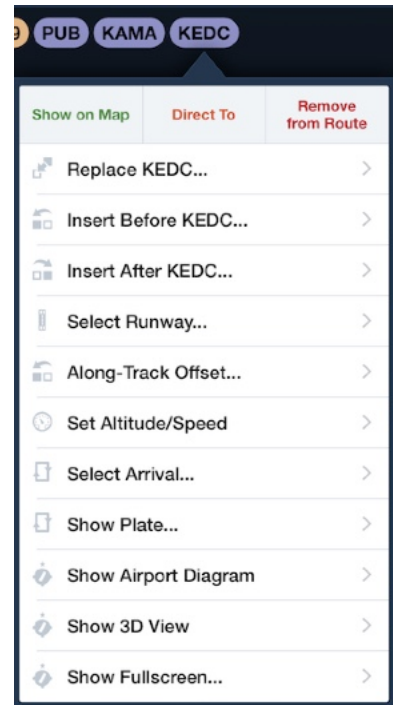 9 PUB KAMA KEDC
Show on Map Direct To Remove from Route
Replace KEDC...
Insert Before KEDC...
Insert After KEDC...
Select Runway...
Along-Track Offset...
Set Altitude/Speed
Select Arrival...
Show Plate...
Show Airport Diagram
Show 3D View
Show Fullscreen...